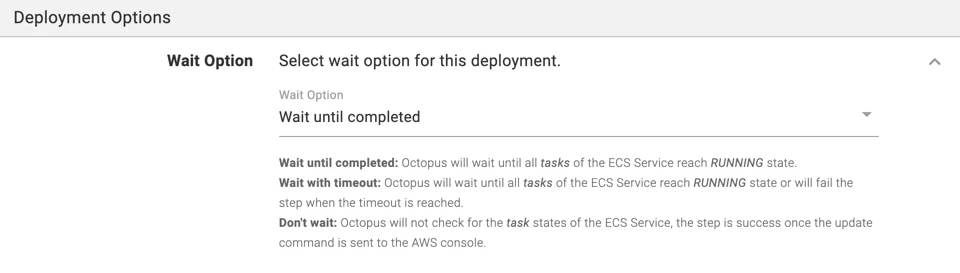 Deployment Options
Wait Option Select wait option for this deployment.
Wait Option
Wait until completed
Wait until completed: Octopus will wait until all tasks of the ECS Service reach RUNNING state.
Wait with timeout: Octopus will wait until all tasks of the ECS Service reach RUNNING state or will fail the
step when the timeout is reached.
Don't wait: Octopus will not check for the task states of the ECS Service, the step is success once the update
command is sent to the AWS console.